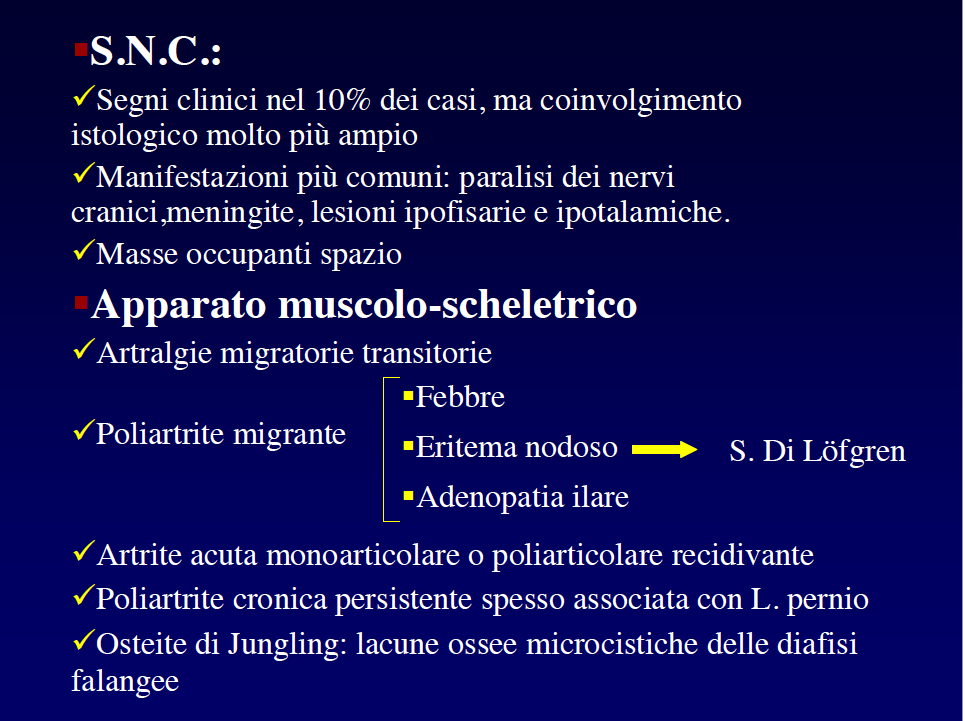 S.N.C.:
Segni clinici nel 10% dei casi, ma coinvolgimento
istologico molto più ampio
Manifestazioni più comuni: paralisi dei nervi
cranici,meningite, lesioni ipofisarie e ipotalamiche.
Masse occupanti spazio
Apparato muscolo-scheletrico
Artralgie migratorie transitorie
Poliartrite migrante
Febbre
Eritema nodoso
Adenopatia ilare
S. Di Löfgren
Artrite acuta monoarticolare o poliarticolare recidivante
Poliartrite cronica persistente spesso associata con L. pernio
Osteite di Jungling: lacune ossee microcistiche delle diafisi
falangee